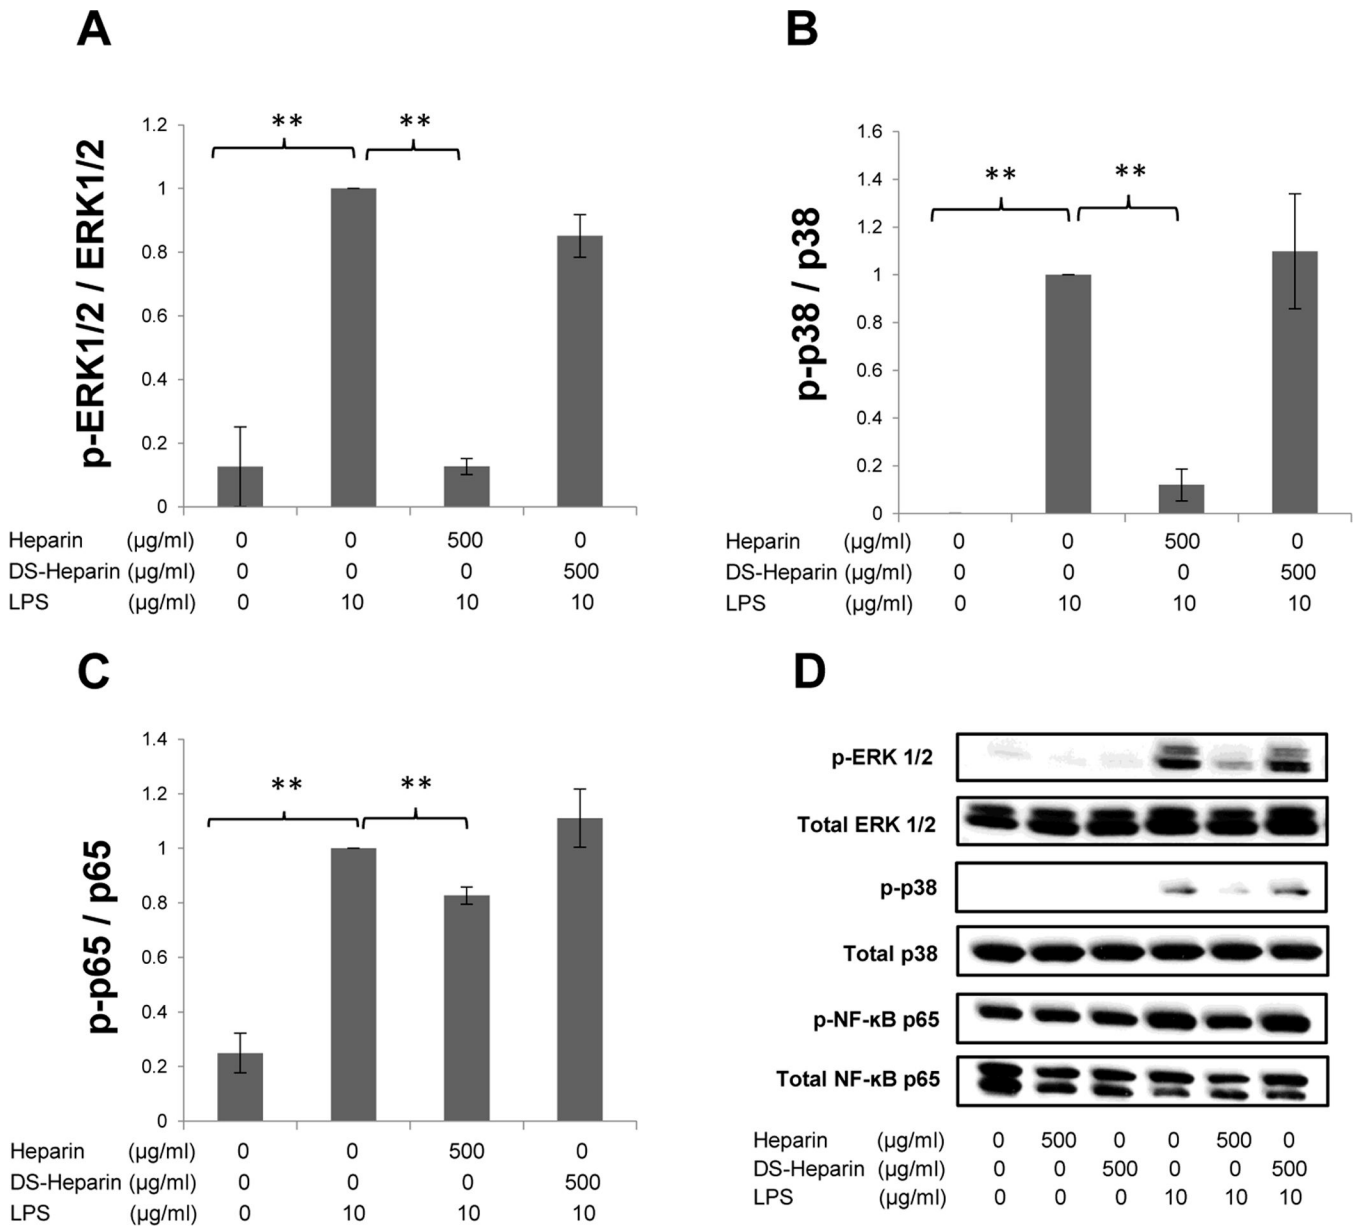 A
**
**
p-ERK1/2 / ERK1/2
1.2
1
0.8
0.6
0.4
0.2
0
Heparin (µg/ml) 0 0 500 0
DS-Heparin (µg/ml) 0 0 0 500
LPS (µg/ml) 0 10 10 10
B
**
**
p-p38 / p38
1.6
1.4
1.2
1
0.8
0.6
0.4
0.2
0
Heparin (µg/ml) 0 0 500 0
DS-Heparin (µg/ml) 0 0 0 500
LPS (µg/ml) 0 10 10 10
C
**
**
p-p65 / p65
1.4
1.2
1
0.8
0.6
0.4
0.2
0
Heparin (µg/ml) 0 0 500 0
DS-Heparin (µg/ml) 0 0 0 500
LPS (µg/ml) 0 10 10 10
D
p-ERK 1/2
Total ERK 1/2
p-p38
Total p38
p-NF-κB p65
Total NF-κB p65
Heparin (µg/ml) 0 500 0 0 500 0
DS-Heparin (µg/ml) 0 0 500 0 0 500
LPS (µg/ml) 0 0 0 10 10 10